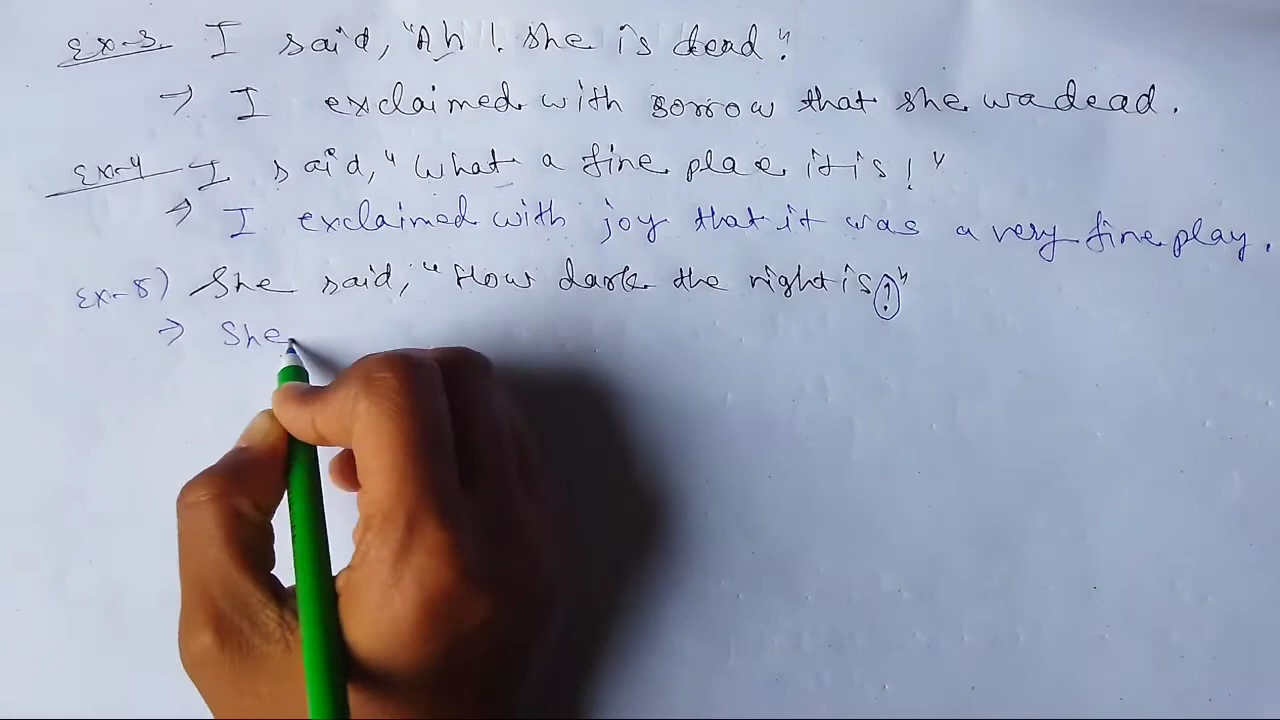 Ex-3. I said, "Ah! she is dead".
→ I exclaimed with sorrow that she wa dead.
Ex-4 I said, "What a fine plae it is!"
→ I exclaimed with joy that it was a very fine play.
Ex-5) She said, "How dark the night is!"
→ She